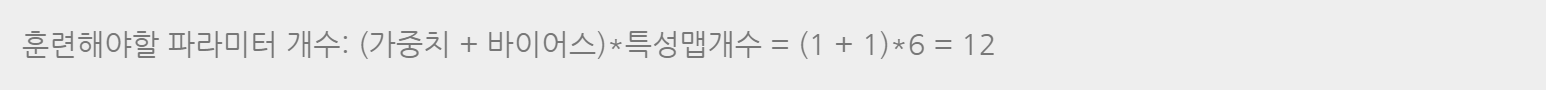 훈련해야할 파라미터 개수: (가중치 + 바이어스)*특성맵개수 = (1 + 1)*6 = 12